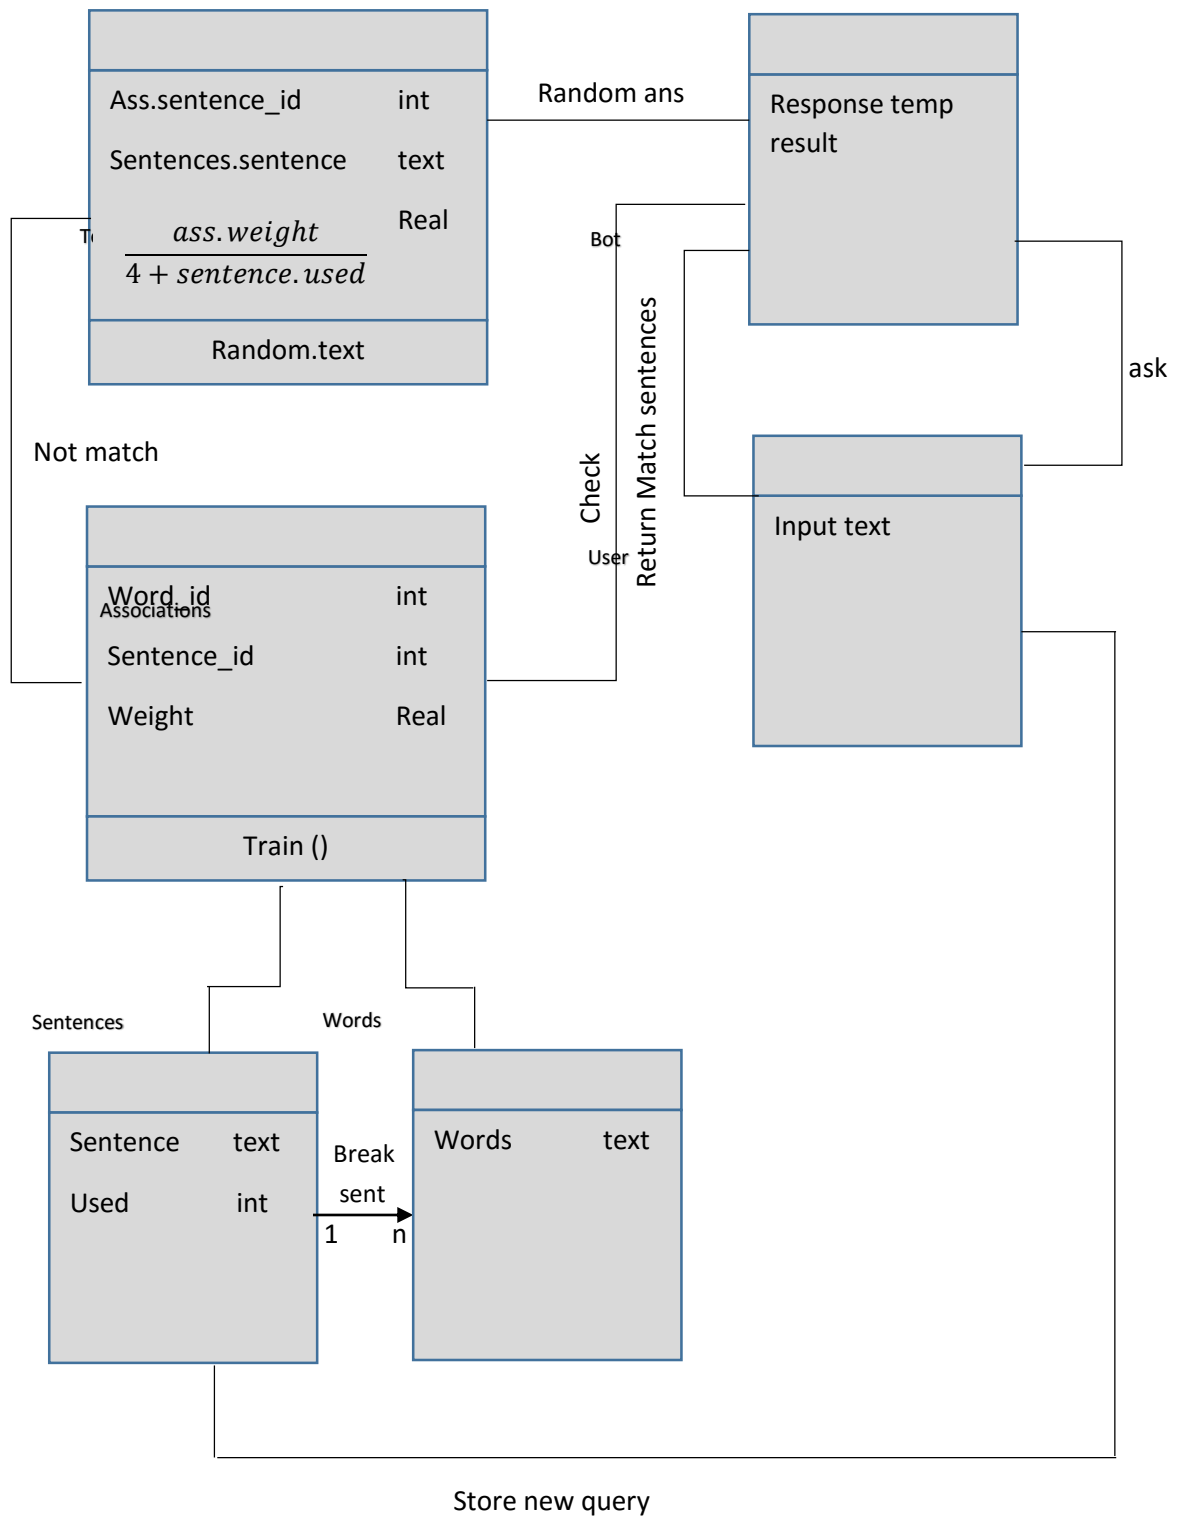 Ass.sentence_id int
Sentences.sentence text
Real
ass.weight
4 + sentence.used
Random.text
Random ans
Response temp
result
Bot
ask
Not match
Check
Return Match sentences
User
Input text
Word_id int
Associations
Sentence_id int
Weight Real
Train ()
Sentences
Words
Sentence text
Used int
Break
sent
1 n
Words text
Store new query